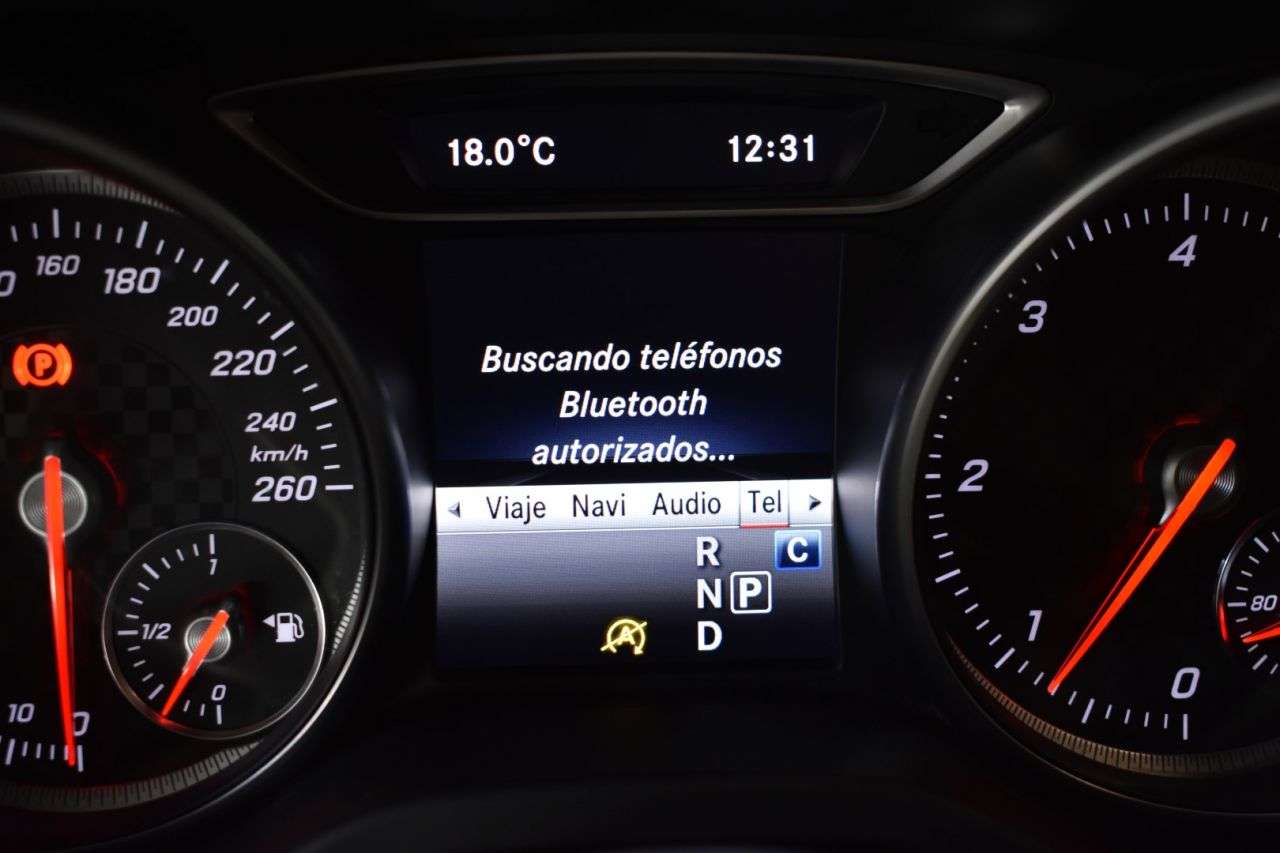 18.0°C 12:31
160
180
200
220
240
km/h
260
P
1
1/2
0
10
0
Buscando teléfonos
Bluetooth
autorizados...
Viaje Navi Audio Tel
R C
N P
A D
4
3
2
1
0
80